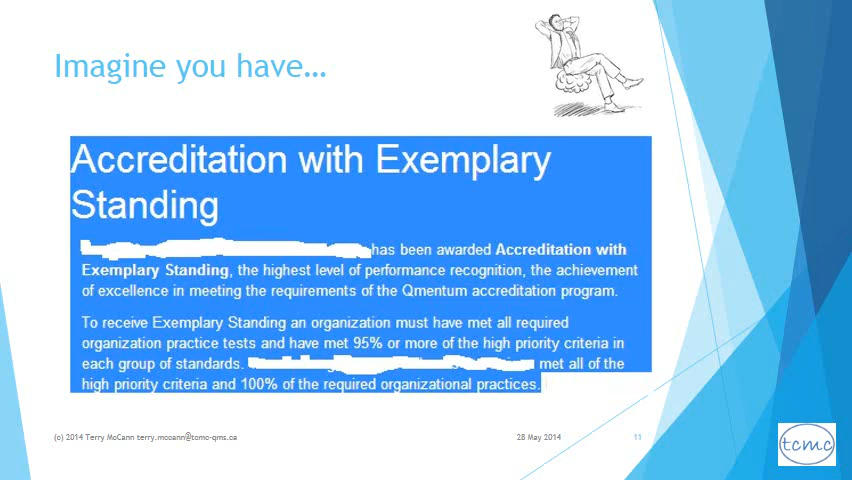 Imagine you have…
Accreditation with Exemplary
Standing
has been awarded Accreditation with
Exemplary Standing, the highest level of performance recognition, the achievement
of excellence in meeting the requirements of the Qmentum accreditation program.
To receive Exemplary Standing an organization must have met all required
organization practice tests and have met 95% or more of the high priority criteria in
each group of standards. met all of the
high priority criteria and 100% of the required organizational practices.
(c) 2014 Terry McCann terry.mccann@tcmc-qms.ca
28 May 2014
11
tcmc